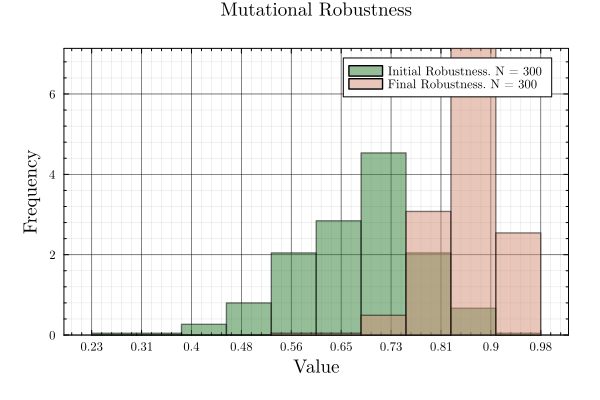 Mutational Robustness
Initial Robustness. N = 300
Final Robustness. N = 300
Frequency
6
4
2
0
0.23 0.31 0.4 0.48 0.56 0.65 0.73 0.81 0.9 0.98
Value